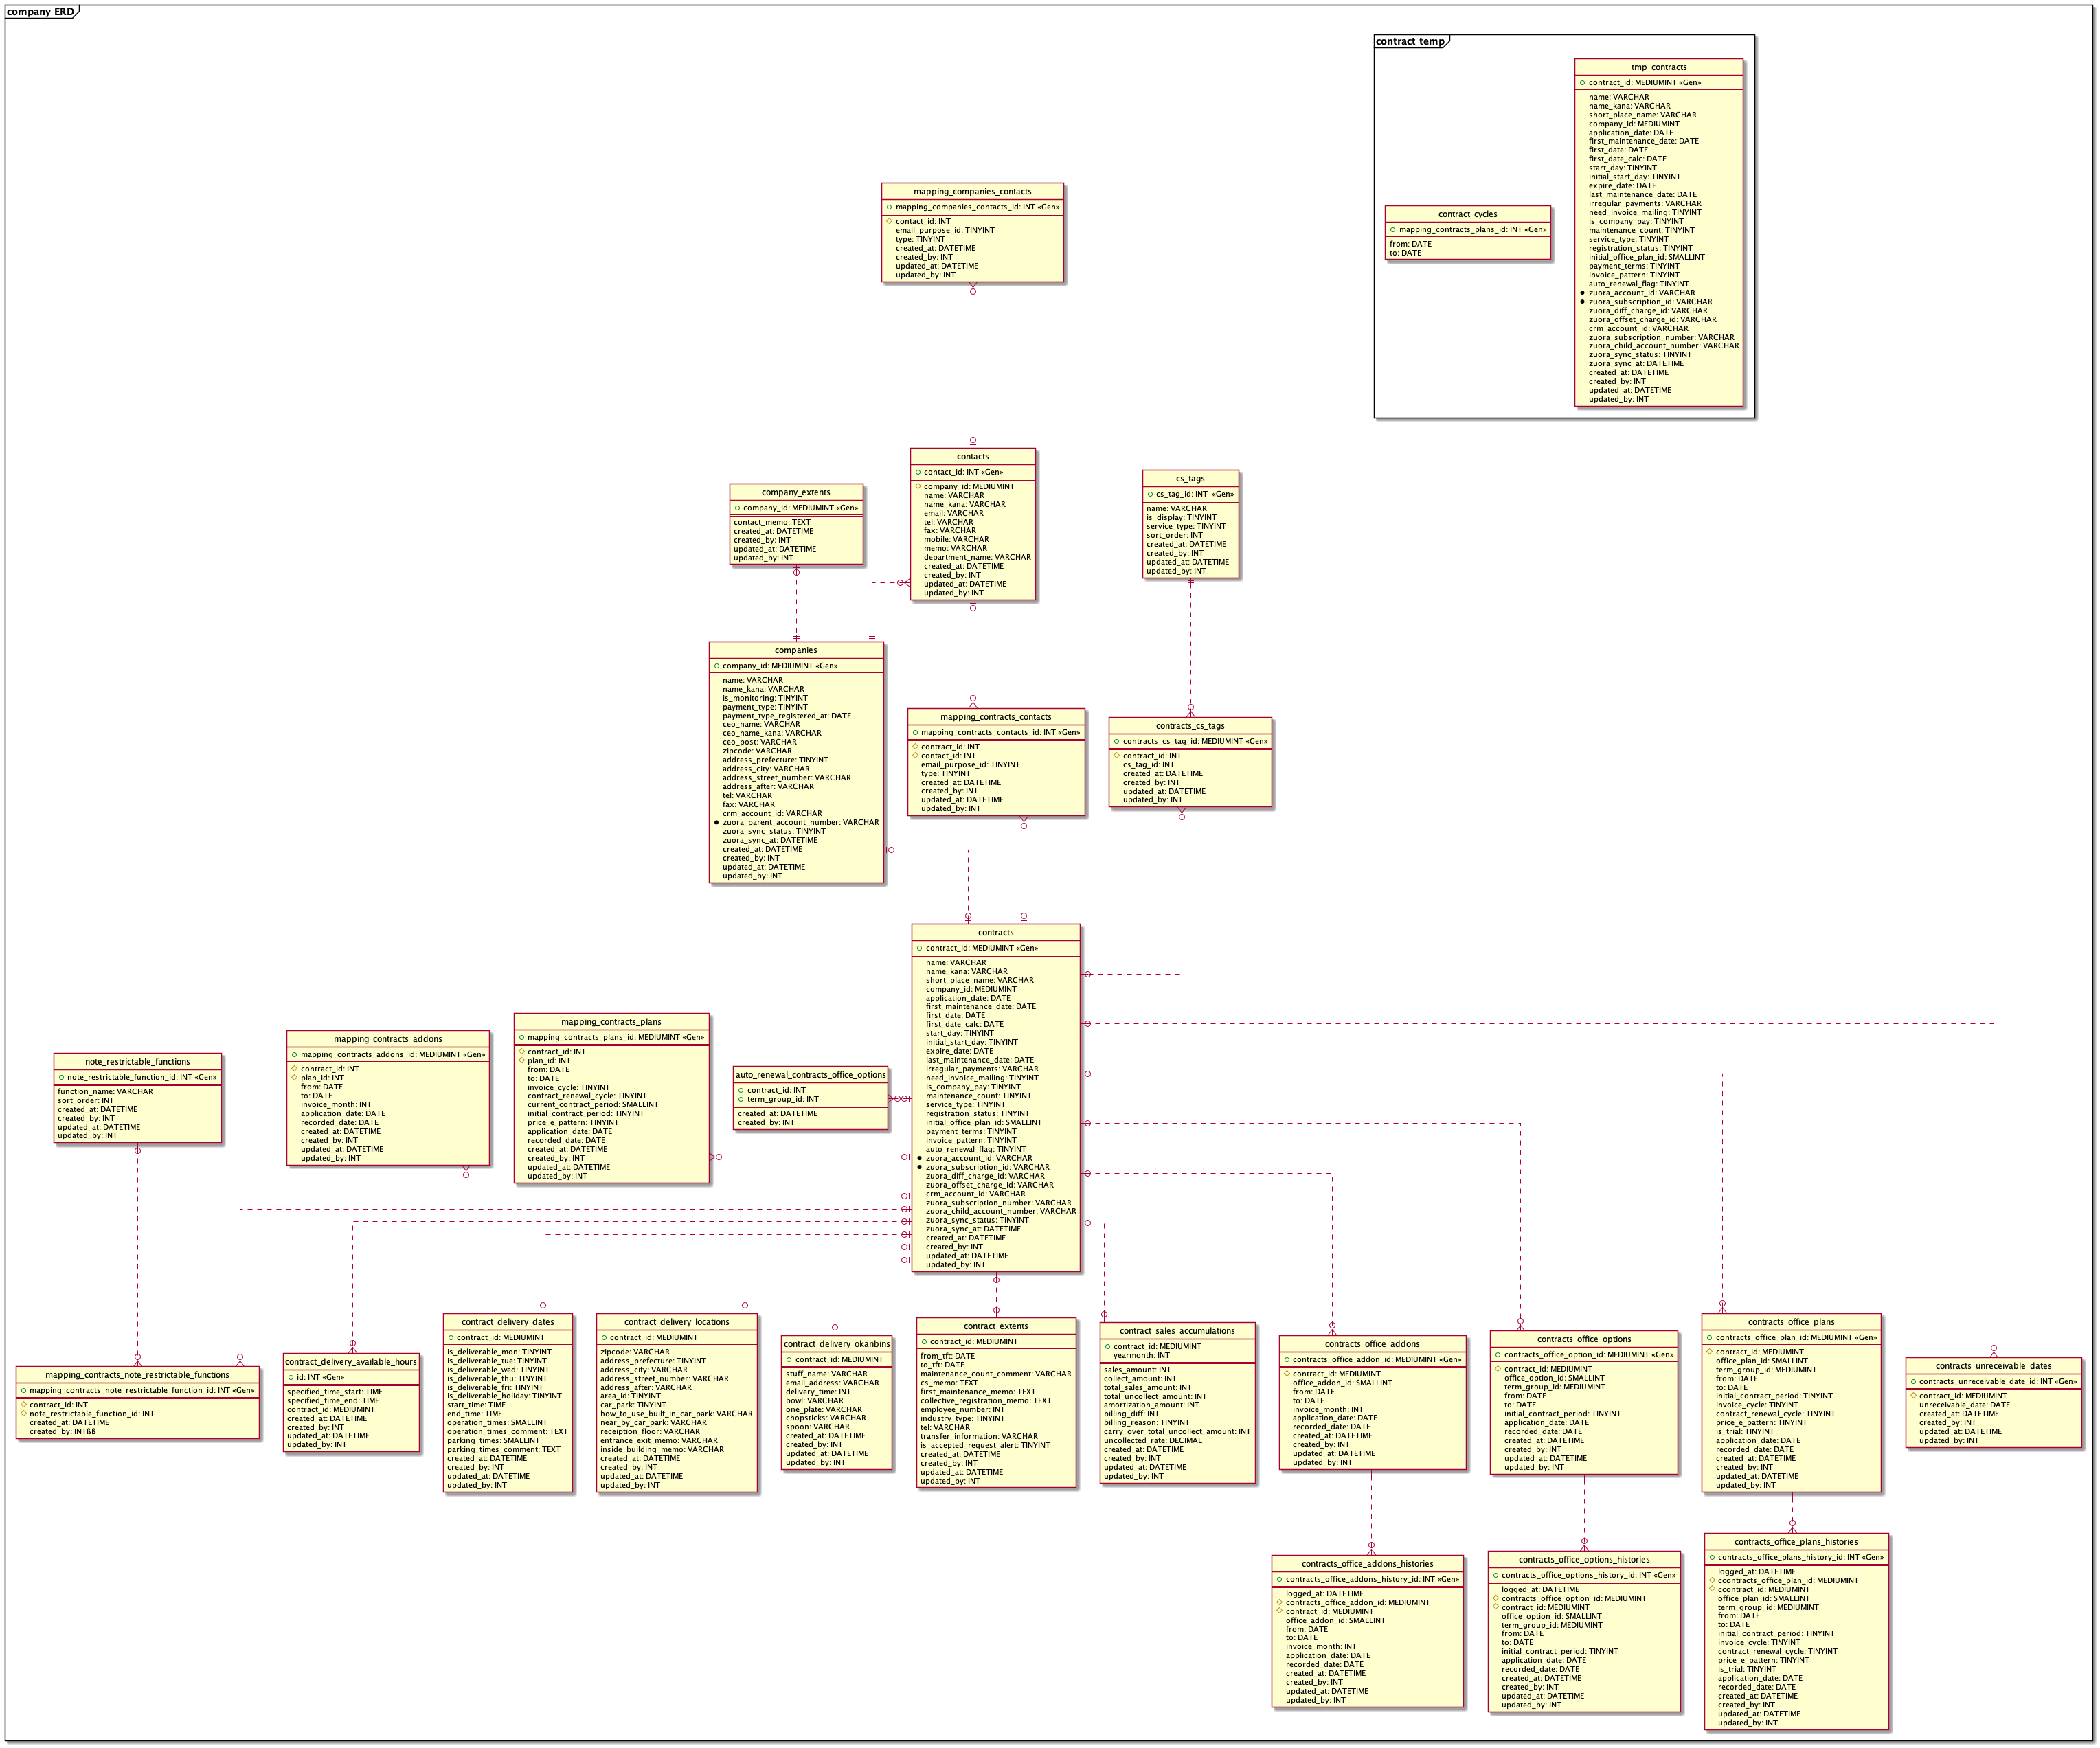 company ERD
contract temp
tmp_contracts
contract_id: MEDIUMINT «Gen»
name: VARCHAR
name_kana: VARCHAR
short_place_name: VARCHAR
company_id: MEDIUMINT
application_date: DATE
first_maintenance_date: DATE
first_date: DATE
first_date_calc: DATE
start_day: TINYINT
initial_start_day: TINYINT
expire_date: DATE
last_maintenance_date: DATE
irregular_payments: VARCHAR
need_invoice_mailing: TINYINT
is_company_pay: TINYINT
maintenance_count: TINYINT
service_type: TINYINT
registration_status: TINYINT
initial_office_plan_id: SMALLINT
payment_terms: TINYINT
invoice_pattern: TINYINT
auto_renewal_flag: TINYINT
zuora_account_id: VARCHAR
zuora_subscription_id: VARCHAR
zuora_diff_charge_id: VARCHAR
zuora_offset_charge_id: VARCHAR
crm_account_id: VARCHAR
zuora_subscription_number: VARCHAR
zuora_child_account_number: VARCHAR
zuora_sync_status: TINYINT
zuora_sync_at: DATETIME
created_at: DATETIME
created_by: INT
updated_at: DATETIME
updated_by: INT
contract_cycles
mapping_contracts_plans_id: INT «Gen»
from: DATE
to: DATE
mapping_companies_contacts
mapping_companies_contacts_id: INT «Gen»
contact_id: INT
email_purpose_id: TINYINT
type: TINYINT
created_at: DATETIME
created_by: INT
updated_at: DATETIME
updated_by: INT
contacts
contact_id: INT «Gen»
company_id: MEDIUMINT
name: VARCHAR
name_kana: VARCHAR
email: VARCHAR
tel: VARCHAR
fax: VARCHAR
mobile: VARCHAR
memo: VARCHAR
department_name: VARCHAR
created_at: DATETIME
created_by: INT
updated_at: DATETIME
updated_by: INT
company_extents
company_id: MEDIUMINT «Gen»
contact_memo: TEXT
created_at: DATETIME
created_by: INT
updated_at: DATETIME
updated_by: INT
cs_tags
cs_tag_id: INT «Gen»
name: VARCHAR
is_display: TINYINT
service_type: TINYINT
sort_order: INT
created_at: DATETIME
created_by: INT
updated_at: DATETIME
updated_by: INT
companies
company_id: MEDIUMINT «Gen»
name: VARCHAR
name_kana: VARCHAR
is_monitoring: TINYINT
payment_type: TINYINT
payment_type_registered_at: DATE
ceo_name: VARCHAR
ceo_name_kana: VARCHAR
ceo_post: VARCHAR
zipcode: VARCHAR
address_prefecture: TINYINT
address_city: VARCHAR
address_street_number: VARCHAR
address_after: VARCHAR
tel: VARCHAR
fax: VARCHAR
crm_account_id: VARCHAR
zuora_parent_account_number: VARCHAR
zuora_sync_status: TINYINT
zuora_sync_at: DATETIME
created_at: DATETIME
created_by: INT
updated_at: DATETIME
updated_by: INT
mapping_contracts_contacts
mapping_contracts_contacts_id: INT «Gen»
contract_id: INT
contact_id: INT
email_purpose_id: TINYINT
type: TINYINT
created_at: DATETIME
created_by: INT
updated_at: DATETIME
updated_by: INT
contracts_cs_tags
contracts_cs_tag_id: MEDIUMINT «Gen»
contract_id: INT
cs_tag_id: INT
created_at: DATETIME
created_by: INT
updated_at: DATETIME
updated_by: INT
contracts
contract_id: MEDIUMINT «Gen»
name: VARCHAR
name_kana: VARCHAR
short_place_name: VARCHAR
company_id: MEDIUMINT
application_date: DATE
first_maintenance_date: DATE
first_date: DATE
first_date_calc: DATE
start_day: TINYINT
initial_start_day: TINYINT
expire_date: DATE
last_maintenance_date: DATE
irregular_payments: VARCHAR
need_invoice_mailing: TINYINT
is_company_pay: TINYINT
maintenance_count: TINYINT
service_type: TINYINT
registration_status: TINYINT
initial_office_plan_id: SMALLINT
payment_terms: TINYINT
invoice_pattern: TINYINT
auto_renewal_flag: TINYINT
zuora_account_id: VARCHAR
zuora_subscription_id: VARCHAR
zuora_diff_charge_id: VARCHAR
zuora_offset_charge_id: VARCHAR
crm_account_id: VARCHAR
zuora_subscription_number: VARCHAR
zuora_child_account_number: VARCHAR
zuora_sync_status: TINYINT
zuora_sync_at: DATETIME
created_at: DATETIME
created_by: INT
updated_at: DATETIME
updated_by: INT
note_restrictable_functions
note_restrictable_function_id: INT «Gen»
function_name: VARCHAR
sort_order: INT
created_at: DATETIME
created_by: INT
updated_at: DATETIME
updated_by: INT
mapping_contracts_addons
mapping_contracts_addons_id: MEDIUMINT «Gen»
contract_id: INT
plan_id: INT
from: DATE
to: DATE
invoice_month: INT
application_date: DATE
recorded_date: DATE
created_at: DATETIME
created_by: INT
updated_at: DATETIME
updated_by: INT
mapping_contracts_plans
mapping_contracts_plans_id: MEDIUMINT «Gen»
contract_id: INT
plan_id: INT
from: DATE
to: DATE
invoice_cycle: TINYINT
contract_renewal_cycle: TINYINT
current_contract_period: SMALLINT
initial_contract_period: TINYINT
price_e_pattern: TINYINT
application_date: DATE
recorded_date: DATE
created_at: DATETIME
created_by: INT
updated_at: DATETIME
updated_by: INT
auto_renewal_contracts_office_options
contract_id: INT
term_group_id: INT
created_at: DATETIME
created_by: INT
mapping_contracts_note_restrictable_functions
mapping_contracts_note_restrictable_function_id: INT «Gen»
contract_id: INT
note_restrictable_function_id: INT
created_at: DATETIME
created_by: INTßß
contract_delivery_available_hours
id: INT «Gen»
specified_time_start: TIME
specified_time_end: TIME
contract_id: MEDIUMINT
created_at: DATETIME
created_by: INT
updated_at: DATETIME
updated_by: INT
contract_delivery_dates
contract_id: MEDIUMINT
is_deliverable_mon: TINYINT
is_deliverable_tue: TINYINT
is_deliverable_wed: TINYINT
is_deliverable_thu: TINYINT
is_deliverable_fri: TINYINT
is_deliverable_holiday: TINYINT
start_time: TIME
end_time: TIME
operation_times: SMALLINT
operation_times_comment: TEXT
parking_times: SMALLINT
parking_times_comment: TEXT
created_at: DATETIME
created_by: INT
updated_at: DATETIME
updated_by: INT
contract_delivery_locations
contract_id: MEDIUMINT
zipcode: VARCHAR
address_prefecture: TINYINT
address_city: VARCHAR
address_street_number: VARCHAR
address_after: VARCHAR
area_id: TINYINT
car_park: TINYINT
how_to_use_built_in_car_park: VARCHAR
near_by_car_park: VARCHAR
receiption_floor: VARCHAR
entrance_exit_memo: VARCHAR
inside_building_memo: VARCHAR
created_at: DATETIME
created_by: INT
updated_at: DATETIME
updated_by: INT
contract_delivery_okanbins
contract_id: MEDIUMINT
stuff_name: VARCHAR
email_address: VARCHAR
delivery_time: INT
bowl: VARCHAR
one_plate: VARCHAR
chopsticks: VARCHAR
spoon: VARCHAR
created_at: DATETIME
created_by: INT
updated_at: DATETIME
updated_by: INT
contract_extents
contract_id: MEDIUMINT
from_tft: DATE
to_tft: DATE
maintenance_count_comment: VARCHAR
cs_memo: TEXT
first_maintenance_memo: TEXT
collective_registration_memo: TEXT
employee_number: INT
industry_type: TINYINT
tel: VARCHAR
transfer_information: VARCHAR
is_accepted_request_alert: TINYINT
created_at: DATETIME
created_by: INT
updated_at: DATETIME
updated_by: INT
contract_sales_accumulations
contract_id: MEDIUMINT
yearmonth: INT
sales_amount: INT
collect_amount: INT
total_sales_amount: INT
total_uncollect_amount: INT
amortization_amount: INT
billing_diff: INT
billing_reason: TINYINT
carry_over_total_uncollect_amount: INT
uncollected_rate: DECIMAL
created_at: DATETIME
created_by: INT
updated_at: DATETIME
updated_by: INT
contracts_office_addons
contracts_office_addon_id: MEDIUMINT «Gen»
contract_id: MEDIUMINT
office_addon_id: SMALLINT
from: DATE
to: DATE
invoice_month: INT
application_date: DATE
recorded_date: DATE
created_at: DATETIME
created_by: INT
updated_at: DATETIME
updated_by: INT
contracts_office_options
contracts_office_option_id: MEDIUMINT «Gen»
contract_id: MEDIUMINT
office_option_id: SMALLINT
term_group_id: MEDIUMINT
from: DATE
to: DATE
initial_contract_period: TINYINT
application_date: DATE
recorded_date: DATE
created_at: DATETIME
created_by: INT
updated_at: DATETIME
updated_by: INT
contracts_office_plans
contracts_office_plan_id: MEDIUMINT «Gen»
contract_id: MEDIUMINT
office_plan_id: SMALLINT
term_group_id: MEDIUMINT
from: DATE
to: DATE
initial_contract_period: TINYINT
invoice_cycle: TINYINT
contract_renewal_cycle: TINYINT
price_e_pattern: TINYINT
is_trial: TINYINT
application_date: DATE
recorded_date: DATE
created_at: DATETIME
created_by: INT
updated_at: DATETIME
updated_by: INT
contracts_unreceivable_dates
contracts_unreceivable_date_id: INT «Gen»
contract_id: MEDIUMINT
unreceivable_date: DATE
created_at: DATETIME
created_by: INT
updated_at: DATETIME
updated_by: INT
contracts_office_addons_histories
contracts_office_addons_history_id: INT «Gen»
logged_at: DATETIME
contracts_office_addon_id: MEDIUMINT
contract_id: MEDIUMINT
office_addon_id: SMALLINT
from: DATE
to: DATE
invoice_month: INT
application_date: DATE
recorded_date: DATE
created_at: DATETIME
created_by: INT
updated_at: DATETIME
updated_by: INT
contracts_office_options_histories
contracts_office_options_history_id: INT «Gen»
logged_at: DATETIME
contracts_office_option_id: MEDIUMINT
contract_id: MEDIUMINT
office_option_id: SMALLINT
term_group_id: MEDIUMINT
from: DATE
to: DATE
initial_contract_period: TINYINT
application_date: DATE
recorded_date: DATE
created_at: DATETIME
created_by: INT
updated_at: DATETIME
updated_by: INT
contracts_office_plans_histories
contracts_office_plans_history_id: INT «Gen»
logged_at: DATETIME
ccontracts_office_plan_id: MEDIUMINT
ccontract_id: MEDIUMINT
office_plan_id: SMALLINT
term_group_id: MEDIUMINT
from: DATE
to: DATE
initial_contract_period: TINYINT
invoice_cycle: TINYINT
contract_renewal_cycle: TINYINT
price_e_pattern: TINYINT
is_trial: TINYINT
application_date: DATE
recorded_date: DATE
created_at: DATETIME
created_by: INT
updated_at: DATETIME
updated_by: INT